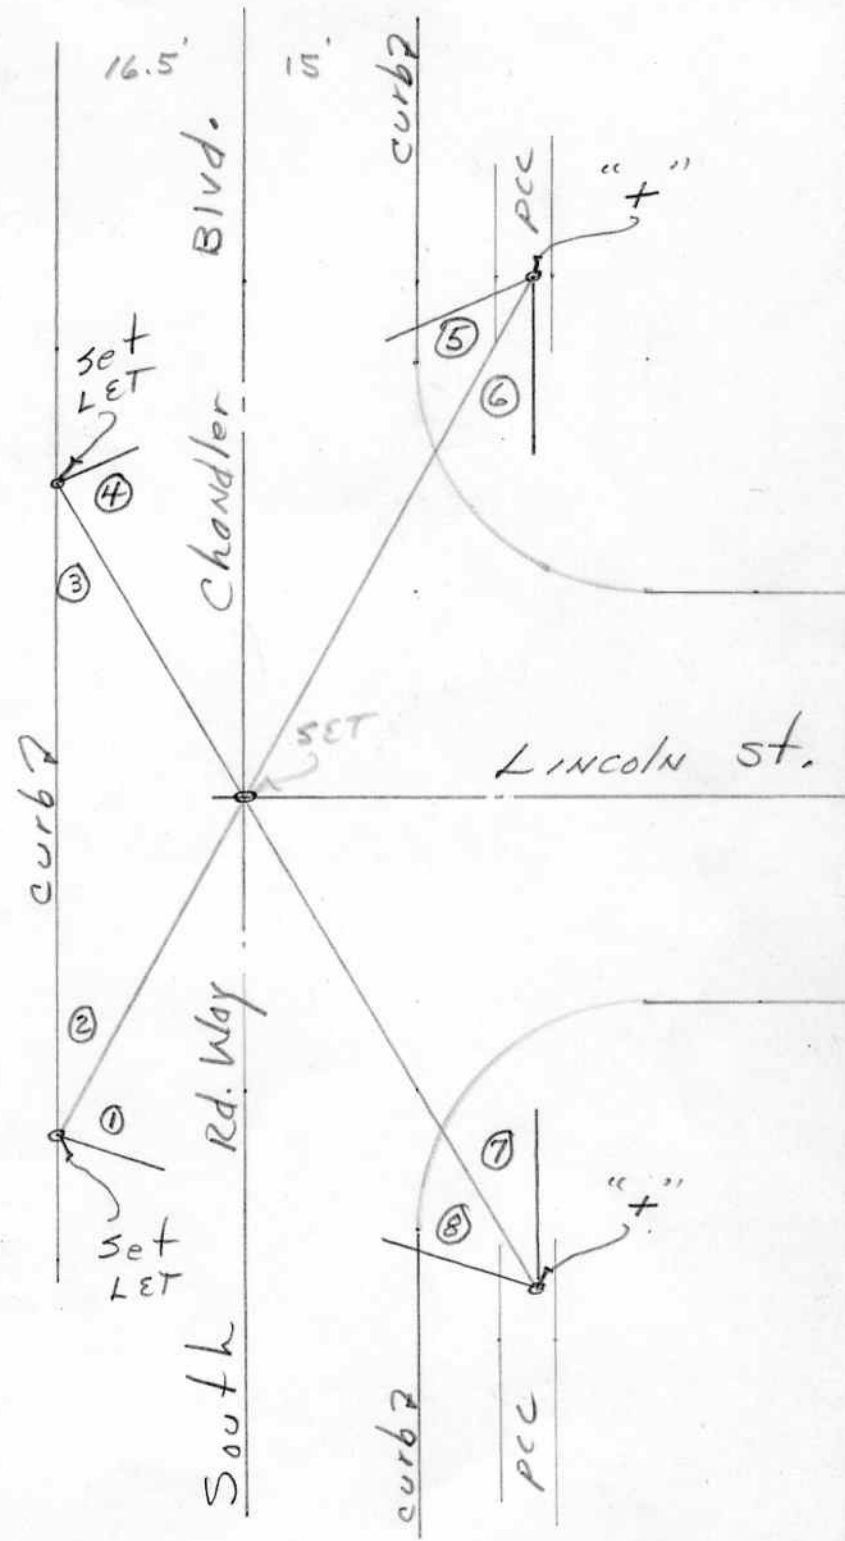 16.5'
15'
curb?
South Rd. Way Chandler Blvd.
PCC
"+"
set
LET
5
6
4
3
SET
Lincoln St.
curb?
2
1
7
8
"+"
Set
LET
curb?
PCC